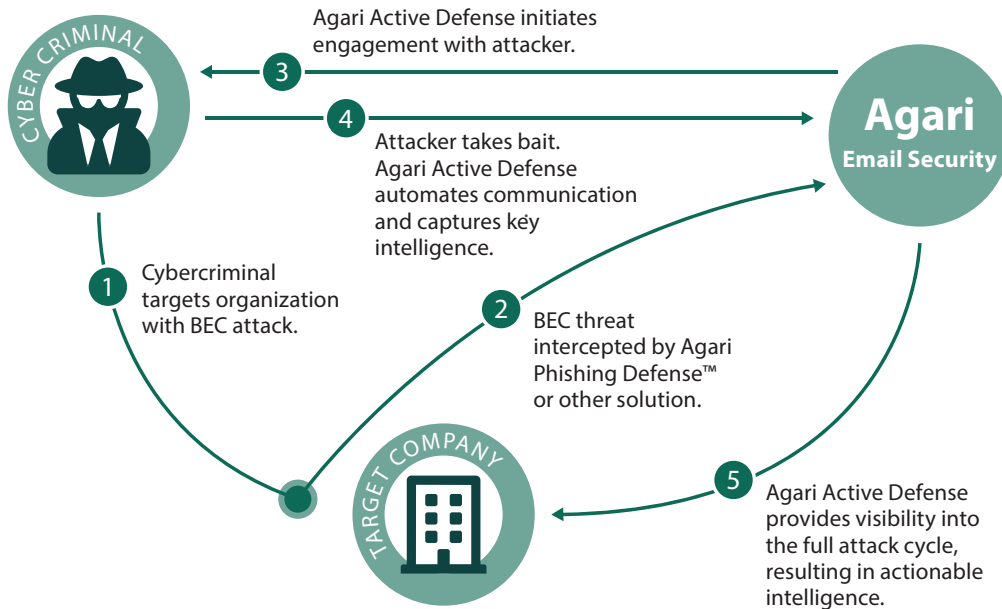 CYBER CRIMINAL
Agari Active Defense initiates
engagement with attacker.
3
4
Attacker takes bait.
Agari Active Defense
automates communication
and captures key
intelligence.
Agari
Email Security
1
Cybercriminal
targets organization
with BEC attack.
2
BEC threat
intercepted by Agari
Phishing Defense™
or other solution.
TARGET COMPANY
5
Agari Active Defense
provides visibility into
the full attack cycle,
resulting in actionable
intelligence.